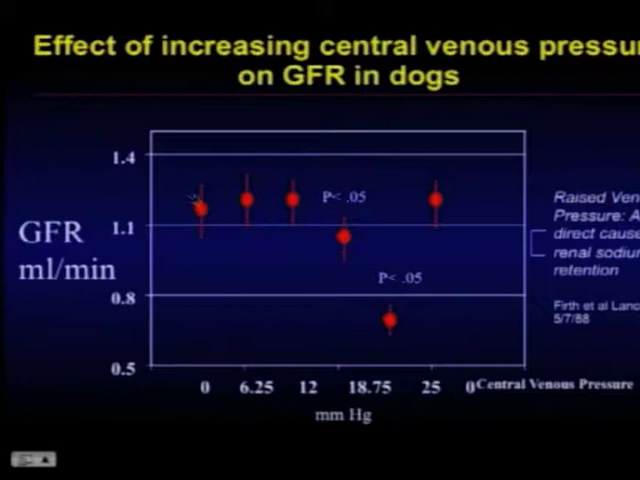 Effect of increasing central venous pressur
on GFR in dogs
1.4
1.1
0.8
0.5
GFR
ml/min
P< .05
P< .05
0 6.25 12 18.75 25 0 Central Venous Pressure
mm Hg
Raised Ven
Pressure: A
direct cause
renal sodiu
retention
Firth et al Lanc
5/7/88